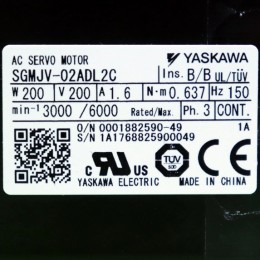 AC SERVO MOTOR
YASKAWA
SGMJV-02ADL2C
Ins. B/B UL/TÜV
W 200 V 200 A 1.6 N·m 0.637 Hz 150
min⁻¹ 3000 /6000 Rated/Max. Ph. 3 CONT.
O/N 0001882590-49 1A
S/N 1A1768825900049
c RU us
TÜV
CE
YASKAWA ELECTRIC MADE IN CHINA